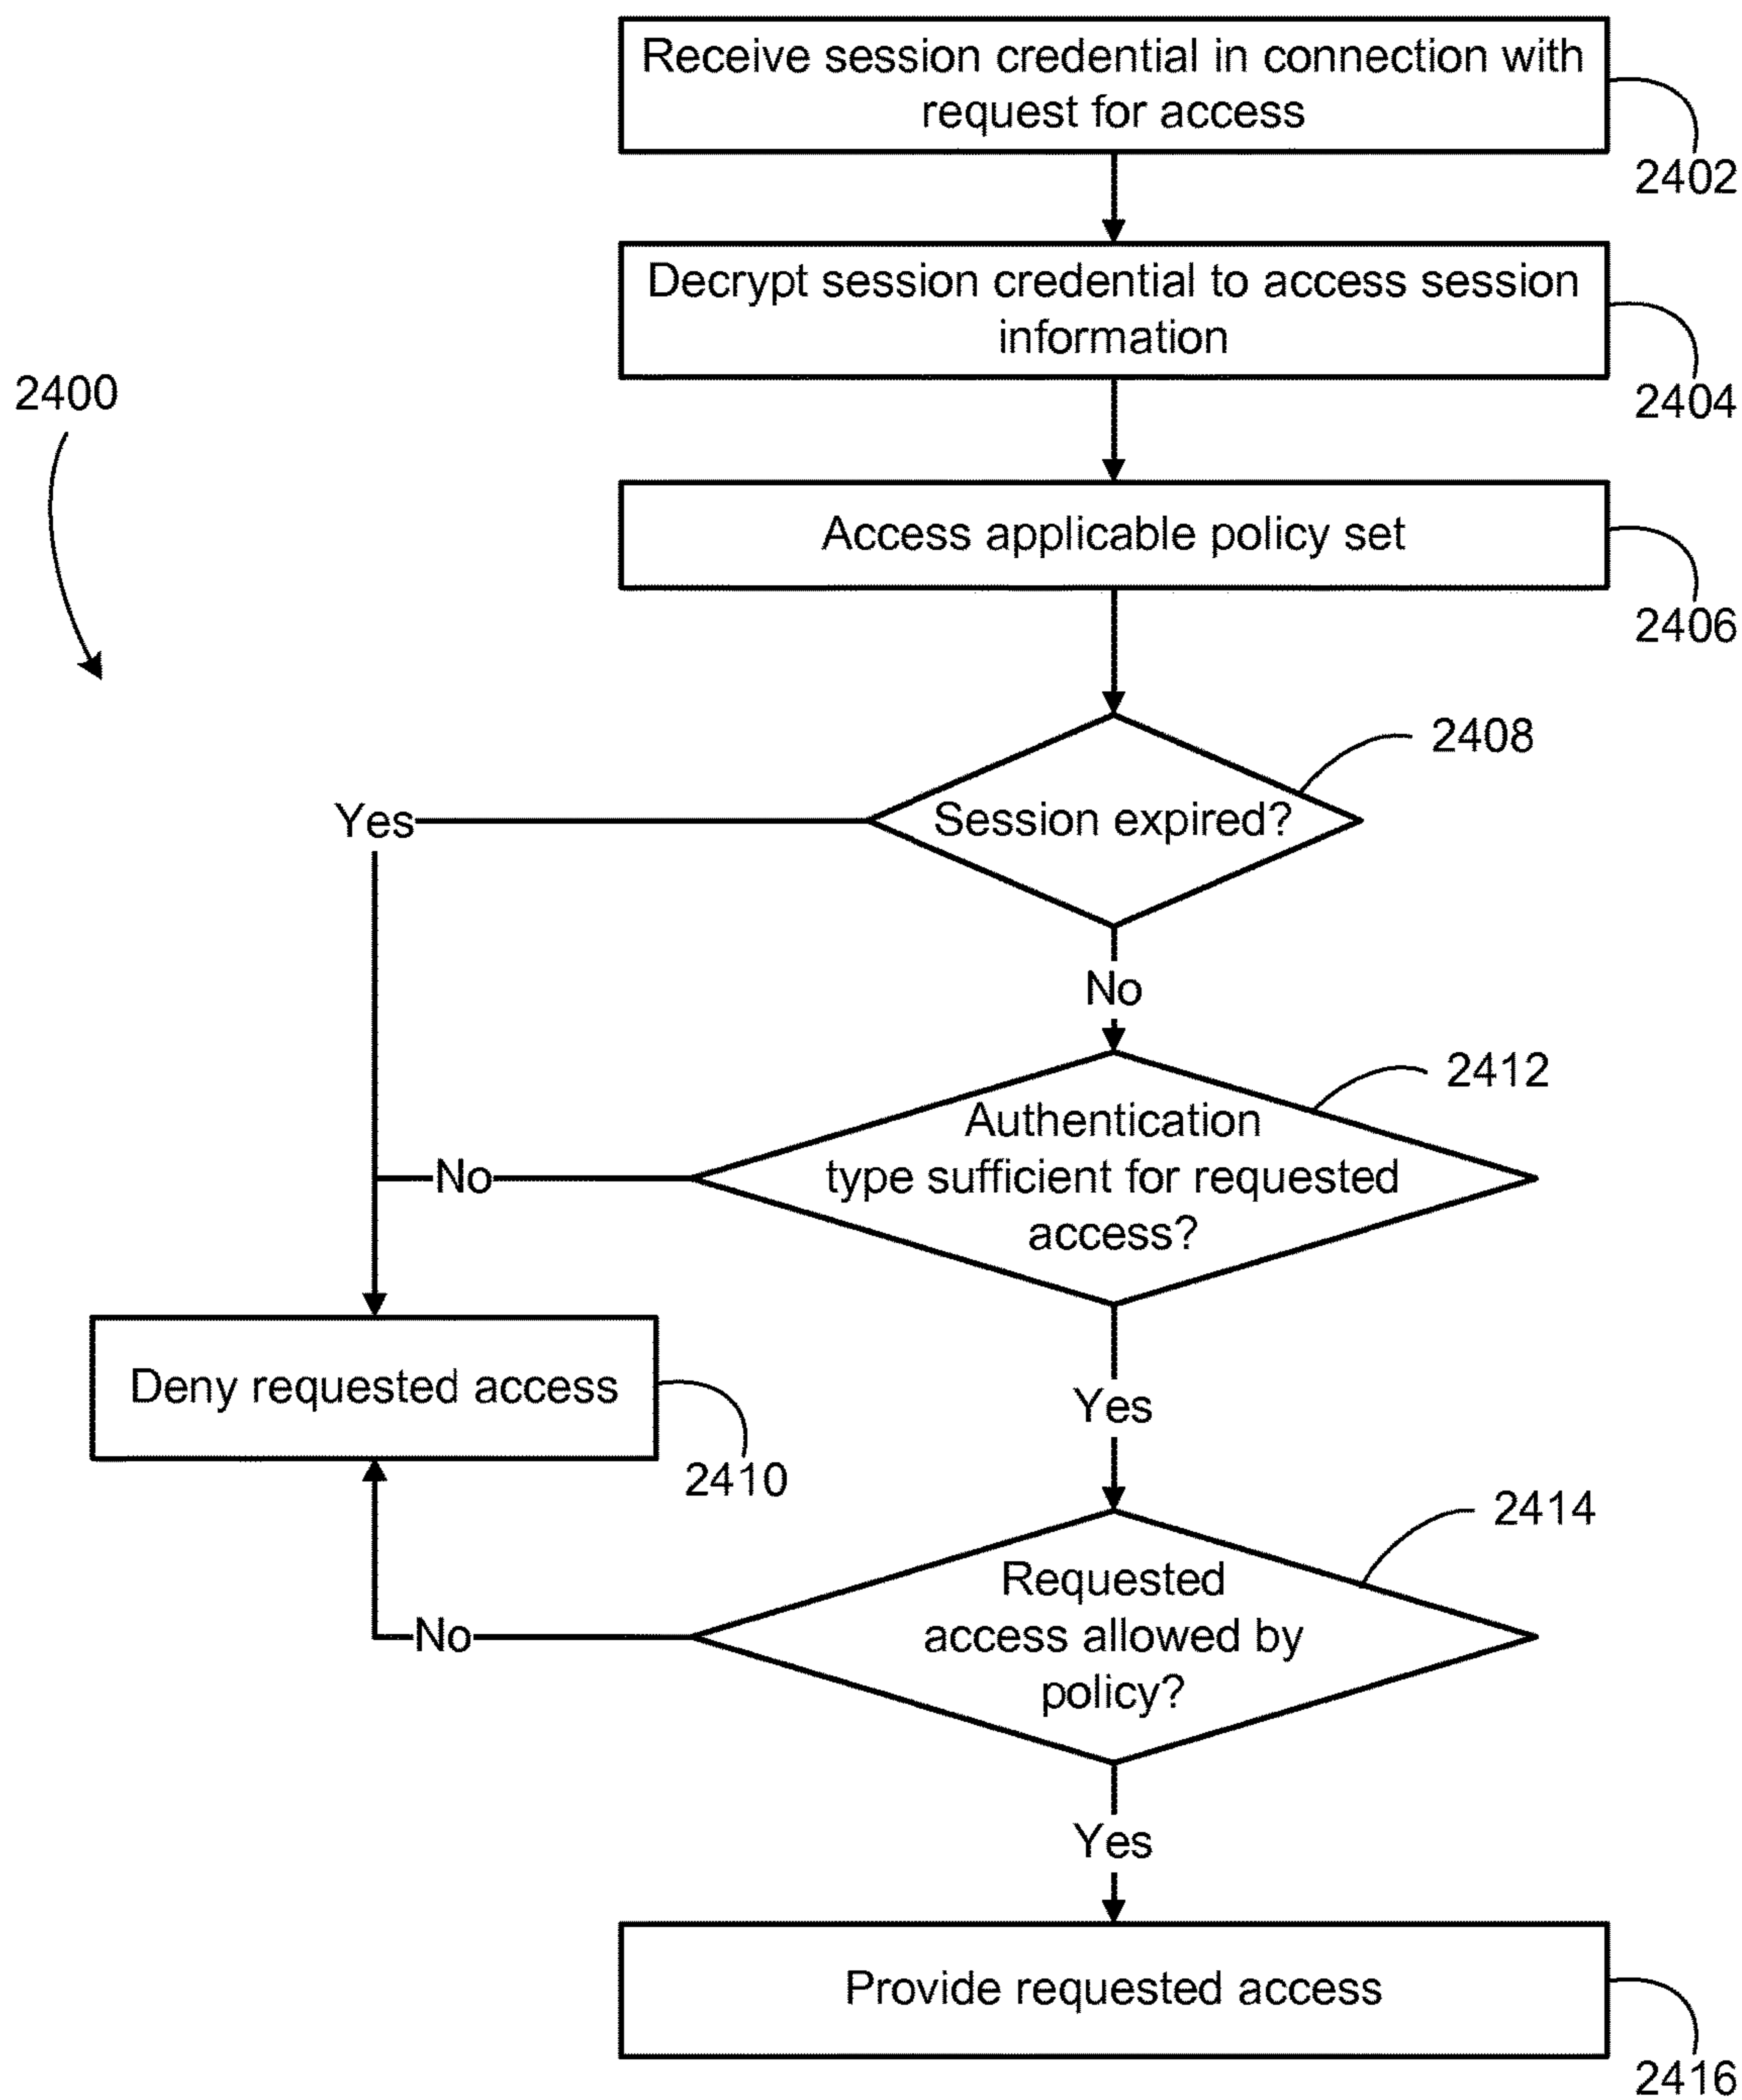 Receive session credential in connection with
request for access
2402
Decrypt session credential to access session
information
2404
2400
Access applicable policy set
2406
2408
Session expired?
Yes
No
2412
Authentication
type sufficient for requested
access?
No
Deny requested access
2410
Yes
2414
Requested
access allowed by
policy?
No
Yes
Provide requested access
2416